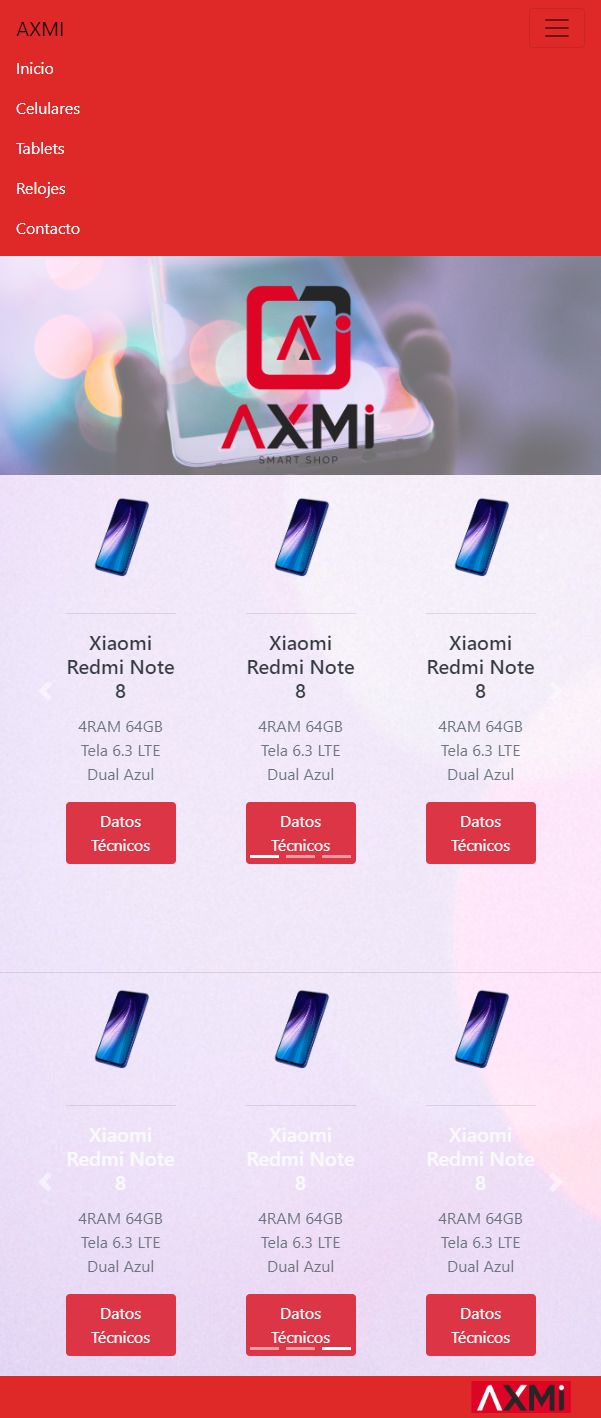 AXMI
Inicio
Celulares
Tablets
Relojes
Contacto
AXMi
SMART SHOP
Xiaomi Redmi Note 8
4RAM 64GB
Tela 6.3 LTE
Dual Azul
Datos Técnicos
Xiaomi Redmi Note 8
4RAM 64GB
Tela 6.3 LTE
Dual Azul
Datos Técnicos
Xiaomi Redmi Note 8
4RAM 64GB
Tela 6.3 LTE
Dual Azul
Datos Técnicos
Xiaomi Redmi Note 8
4RAM 64GB
Tela 6.3 LTE
Dual Azul
Datos Técnicos
Xiaomi Redmi Note 8
4RAM 64GB
Tela 6.3 LTE
Dual Azul
Datos Técnicos
Xiaomi Redmi Note 8
4RAM 64GB
Tela 6.3 LTE
Dual Azul
Datos Técnicos
AXMi